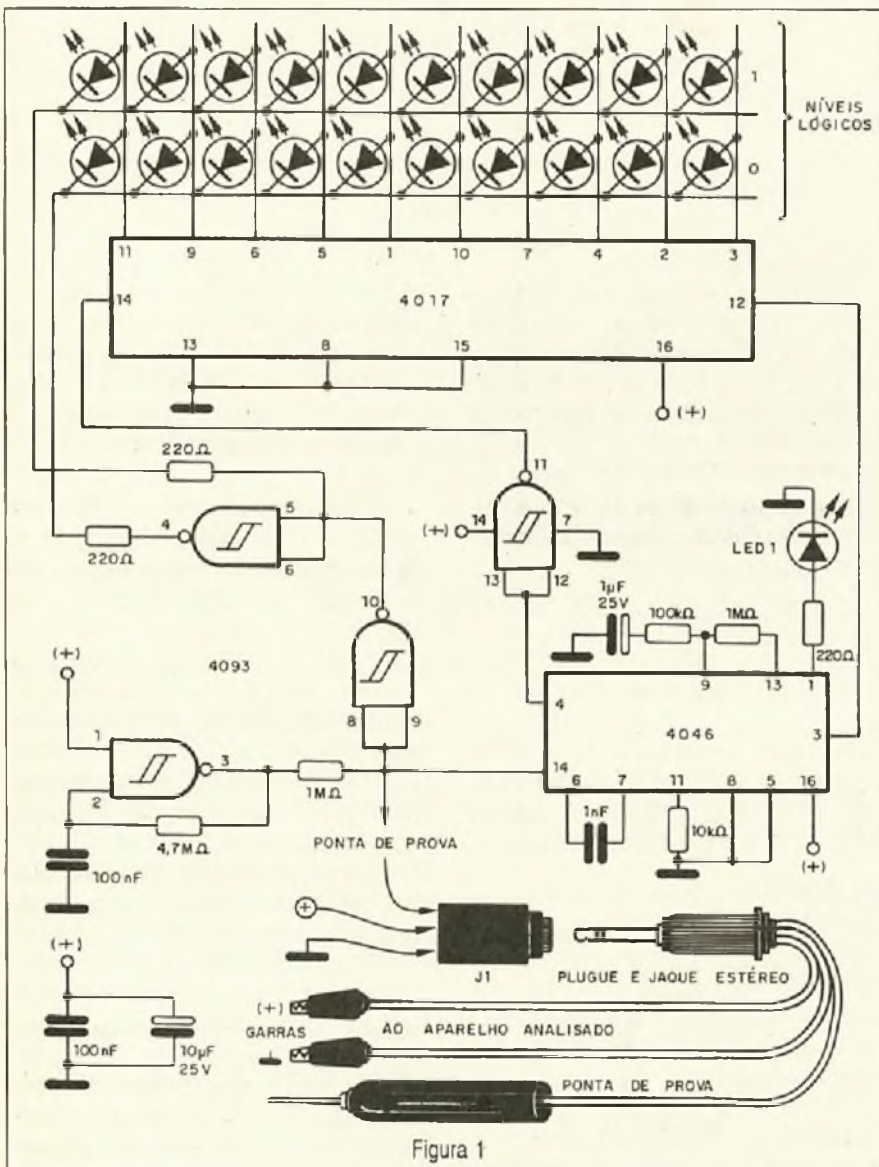 1
NÍVEIS
LÓGICOS
0
11 9 6 5 1 10 7 4 2 3
14 4017 12
13 8 15 16
(+)
220Ω
11
5
4
(+) 14 7
220Ω 6
13 12
LED 1
10
1µF
25V
100kΩ 1MΩ
220Ω
4093
(+)
8 9
9 13 1
4
4046
3
1
3
14
2
1MΩ
6 7 11 8 5 16
4,7MΩ
1nF
10kΩ
PONTA DE PROVA
(+)
100nF
(+)
J1
PLUGUE E JAQUE ESTÉREO
(+)
GARRAS
AO APARELHO ANALISADO
100nF
10µF
25V
PONTA DE PROVA
Figura 1